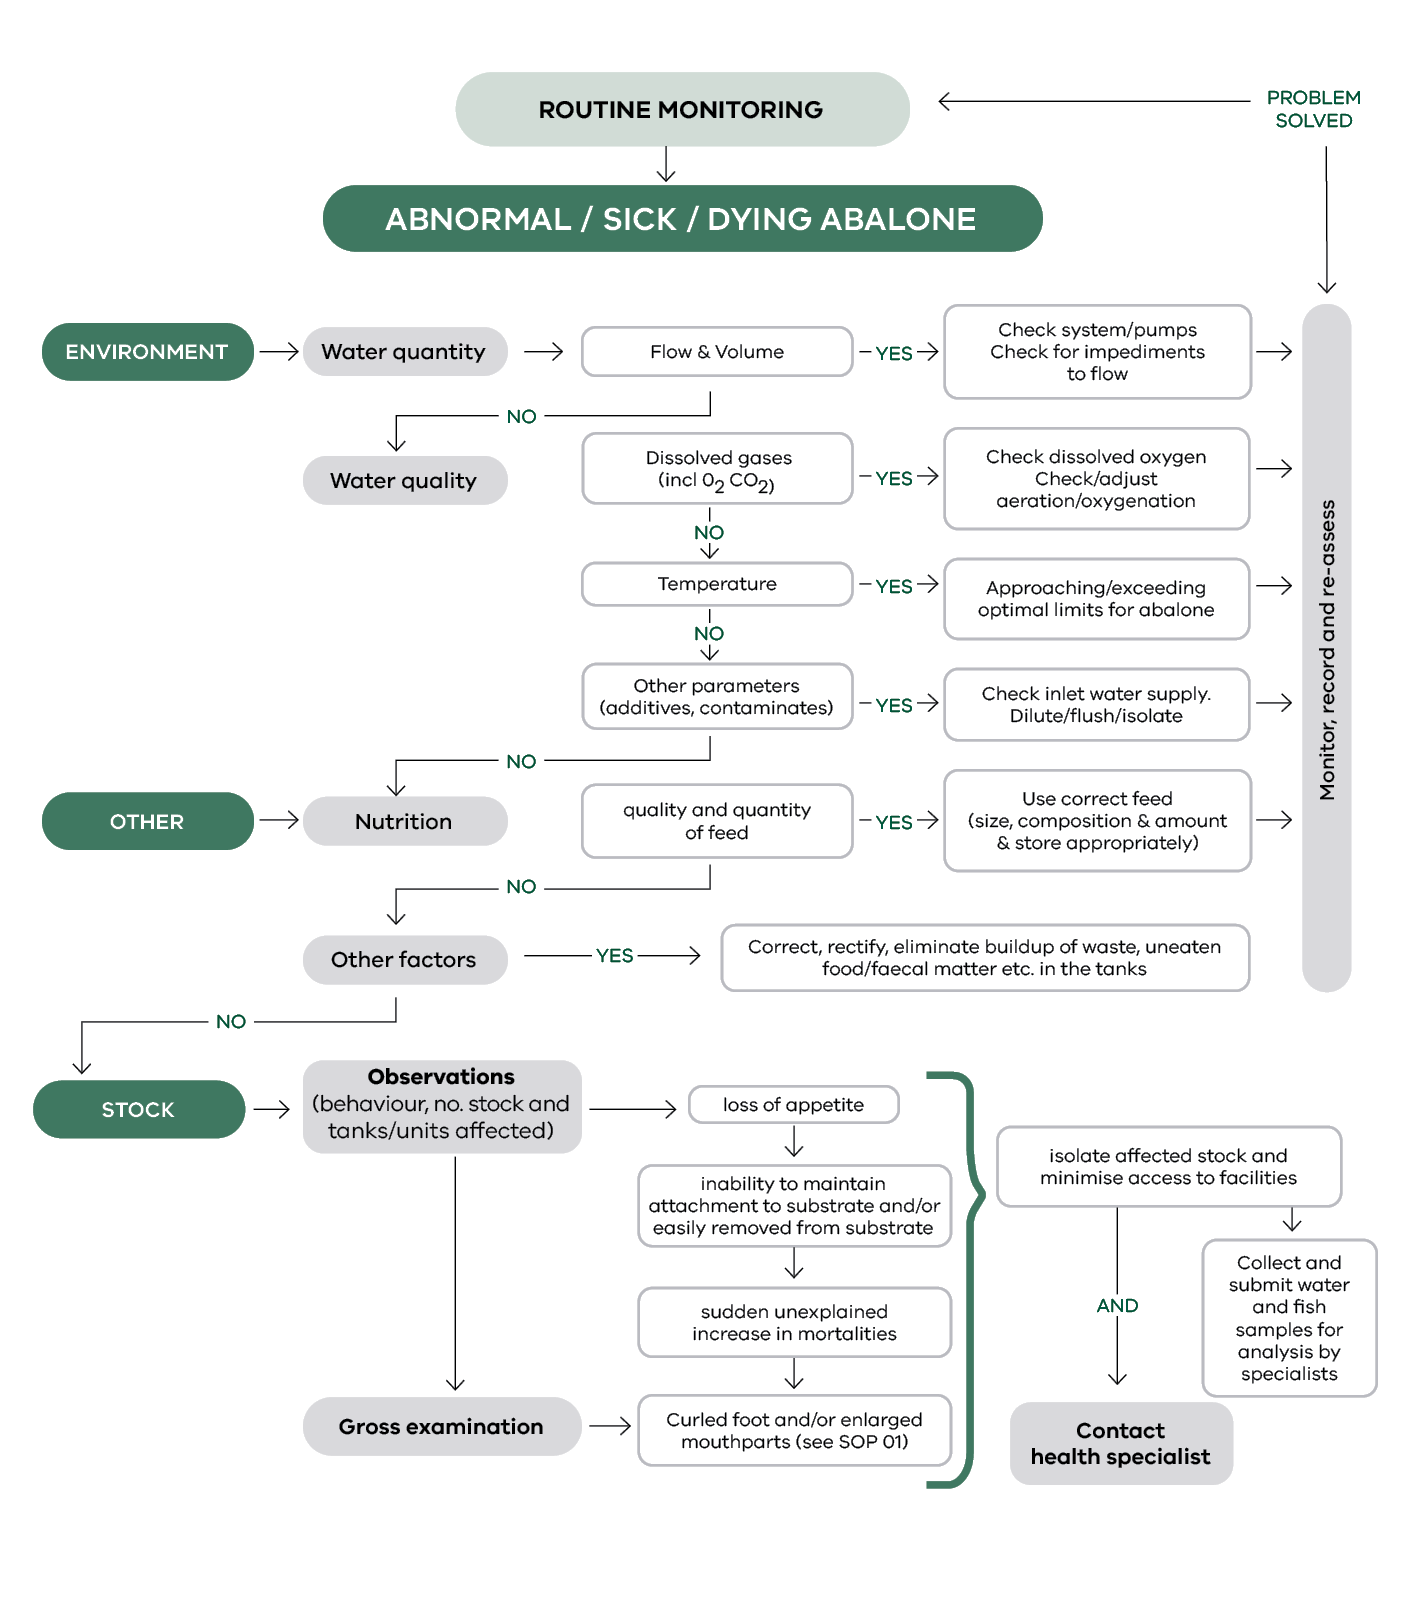 ROUTINE MONITORING
PROBLEM
SOLVED
ABNORMAL / SICK / DYING ABALONE
ENVIRONMENT
Water quantity
Flow & Volume
YES
Check system/pumps
Check for impediments
to flow
NO
Water quality
Dissolved gases
(incl 0₂ CO₂)
YES
Check dissolved oxygen
Check/adjust
aeration/oxygenation
NO
Temperature
YES
Approaching/exceeding
optimal limits for abalone
NO
Other parameters
(additives, contaminates)
YES
Check inlet water supply.
Dilute/flush/isolate
Monitor, record and re-assess
NO
OTHER
Nutrition
quality and quantity
of feed
YES
Use correct feed
(size, composition & amount
& store appropriately)
NO
Other factors
YES
Correct, rectify, eliminate buildup of waste, uneaten
food/faecal matter etc. in the tanks
NO
STOCK
Observations
(behaviour, no. stock and
tanks/units affected)
loss of appetite
inability to maintain
attachment to substrate and/or
easily removed from substrate
sudden unexplained
increase in mortalities
Gross examination
Curled foot and/or enlarged
mouthparts (see SOP 01)
isolate affected stock and
minimise access to facilities
AND
Collect and
submit water
and fish
samples for
analysis by
specialists
Contact
health specialist